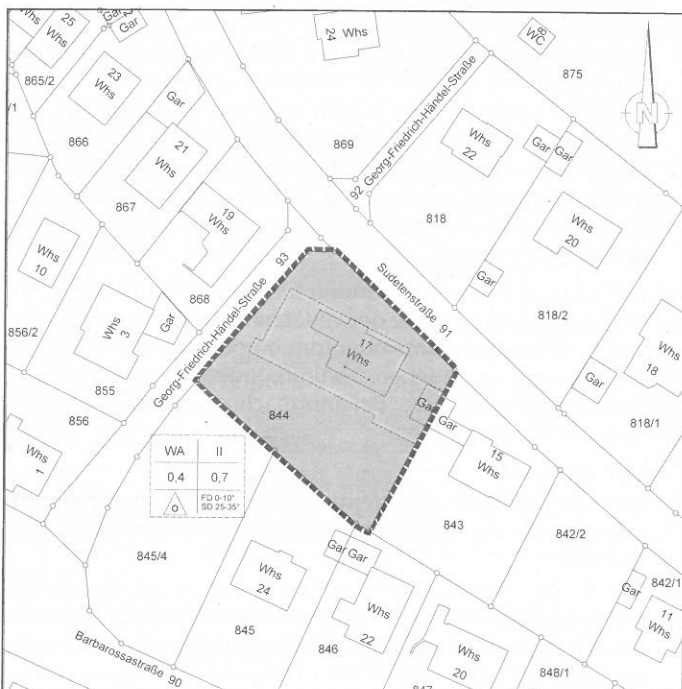 25
Whs
Whs
Gar
865/2
/1
23
Whs
Gar
866
21
Whs
867
19
Whs
868
Whs
10
856/2
Whs
3
Gar
855
856
Whs
1
24
Whs
869
Georg-Friedrich-Händel-Straße
92
WC
8
875
Whs
22
Gar
Gar
818
Gar
Whs
20
818/2
Whs
18
Gar
818/1
N
Georg-Friedrich-Händel-Straße
93
Sudetenstraße 91
17
Whs
844
Gar
Gar
15
Whs
843
842/2
842/1
Gar
11
Whs
WA II
0,4 0,7
o
FD 0-10°
SD 25-35°
845/4
Gar Gar
Whs
24
845
Whs
22
846
Whs
20
847
848/1
Barbarossastraße 90